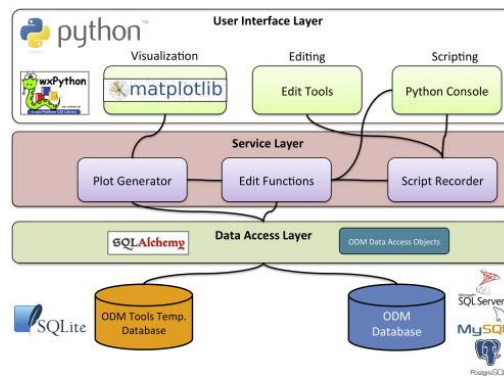 User Interface Layer
python™
Visualization
Editing
Scripting
wxPython
matplotlib
Edit Tools
Python Console
Service Layer
Plot Generator
Edit Functions
Script Recorder
Data Access Layer
SQLAlchemy
ODM Data Access Objects
SQLite
ODM Tools Temp.
Database
ODM
Database
SQL Server
MySQL
PostgreSQL